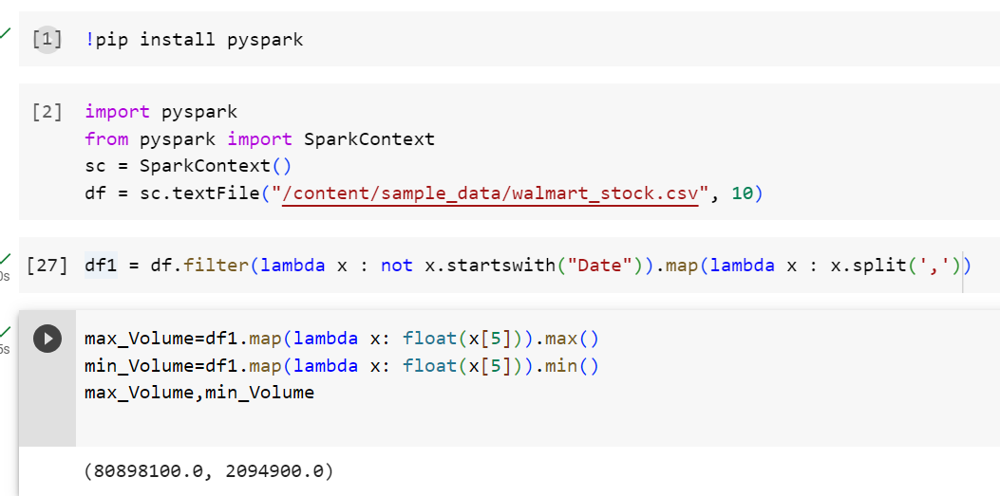 [1] !pip install pyspark
[2] import pyspark
from pyspark import SparkContext
sc = SparkContext()
df = sc.textFile("/content/sample_data/walmart_stock.csv", 10)
[27] df1 = df.filter(lambda x : not x.startswith("Date")).map(lambda x : x.split(','))
0s
max_Volume=df1.map(lambda x: float(x[5])).max()
5s
min_Volume=df1.map(lambda x: float(x[5])).min()
max_Volume,min_Volume
(80898100.0, 2094900.0)